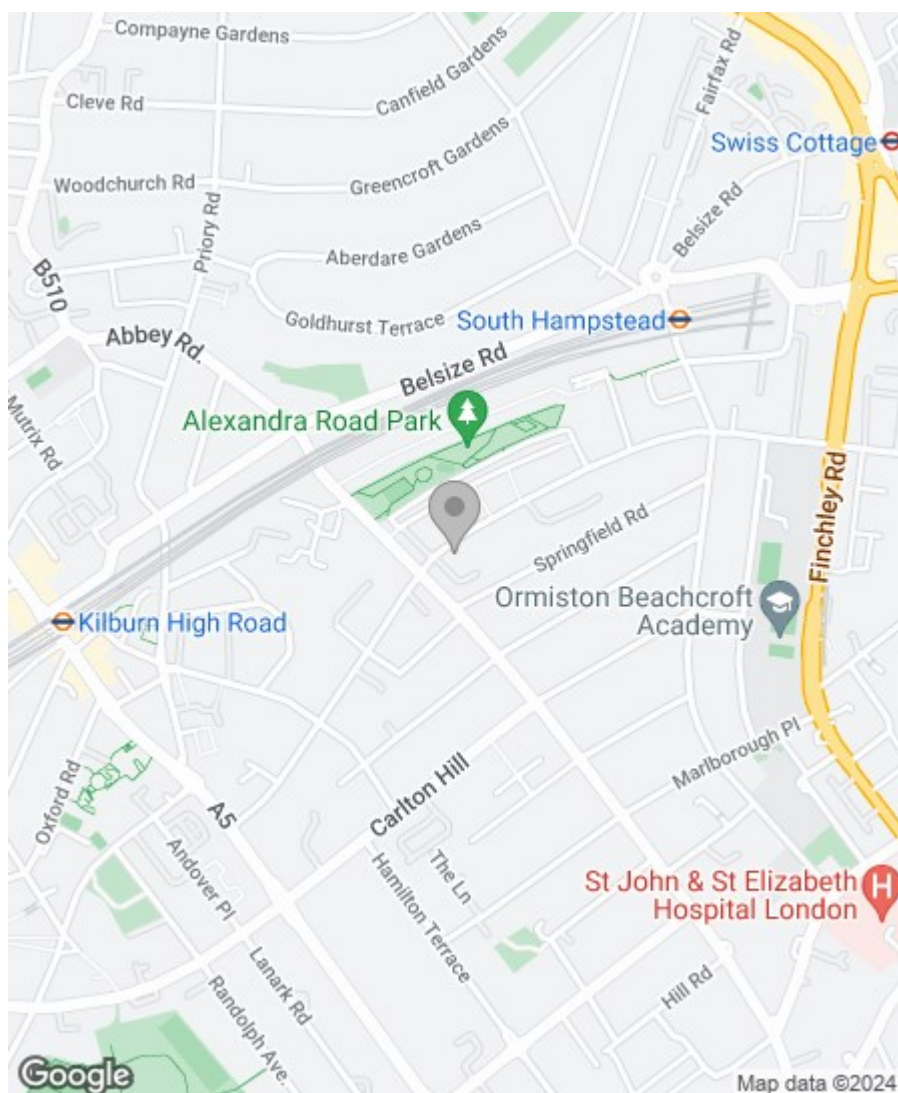 Compayne Gardens
Fairfax Rd
Canfield Gardens
Cleve Rd
Swiss Cottage
Woodchurch Rd
Greencroft Gardens
Priory Rd
Belsize Rd
Aberdare Gardens
B510
Goldhurst Terrace
South Hampstead
Abbey Rd.
Belsize Rd
Mutrix Rd
Alexandra Road Park
Finchley Rd
Springfield Rd
Ormiston Beachcroft
Academy
Kilburn High Road
Marlborough Pl
Oxford Rd
A5
Carlton Hill
Andover Pl
The Ln
Hamilton Terrace
St John & St Elizabeth
Hospital London
H
Lanark Rd
Hill Rd
Randolph Ave.
Google
Map data ©2024